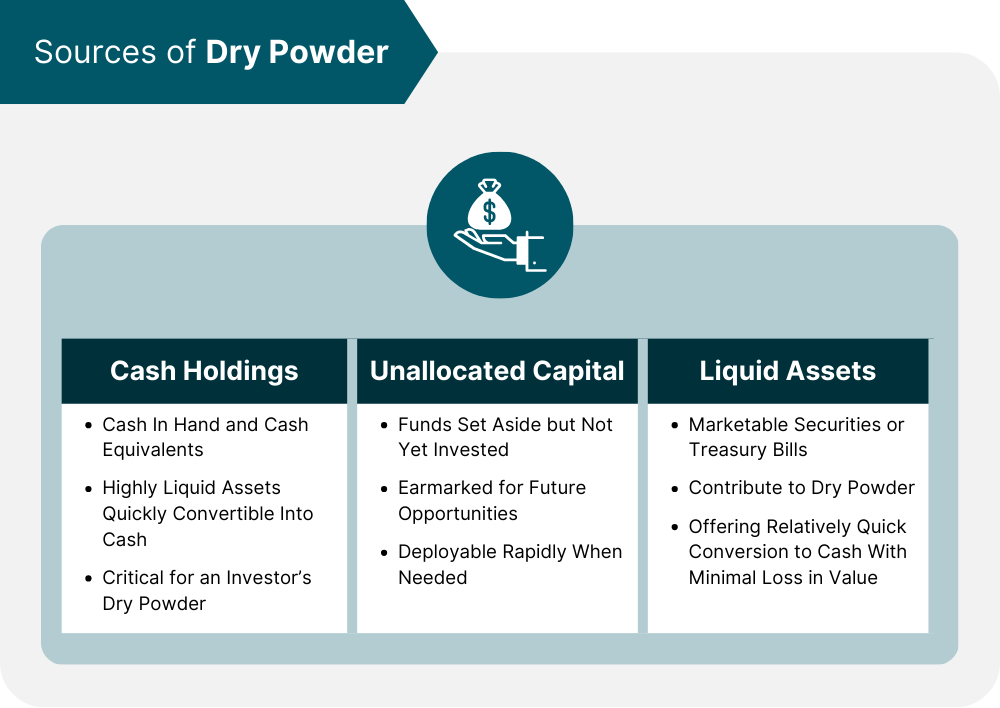 Sources of Dry Powder
$
Cash Holdings
• Cash In Hand and Cash
Equivalents
• Highly Liquid Assets
Quickly Convertible Into
Cash
• Critical for an Investor’s
Dry Powder
Unallocated Capital
• Funds Set Aside but Not
Yet Invested
• Earmarked for Future
Opportunities
• Deployable Rapidly When
Needed
Liquid Assets
• Marketable Securities or
Treasury Bills
• Contribute to Dry Powder
• Offering Relatively Quick
Conversion to Cash With
Minimal Loss in Value